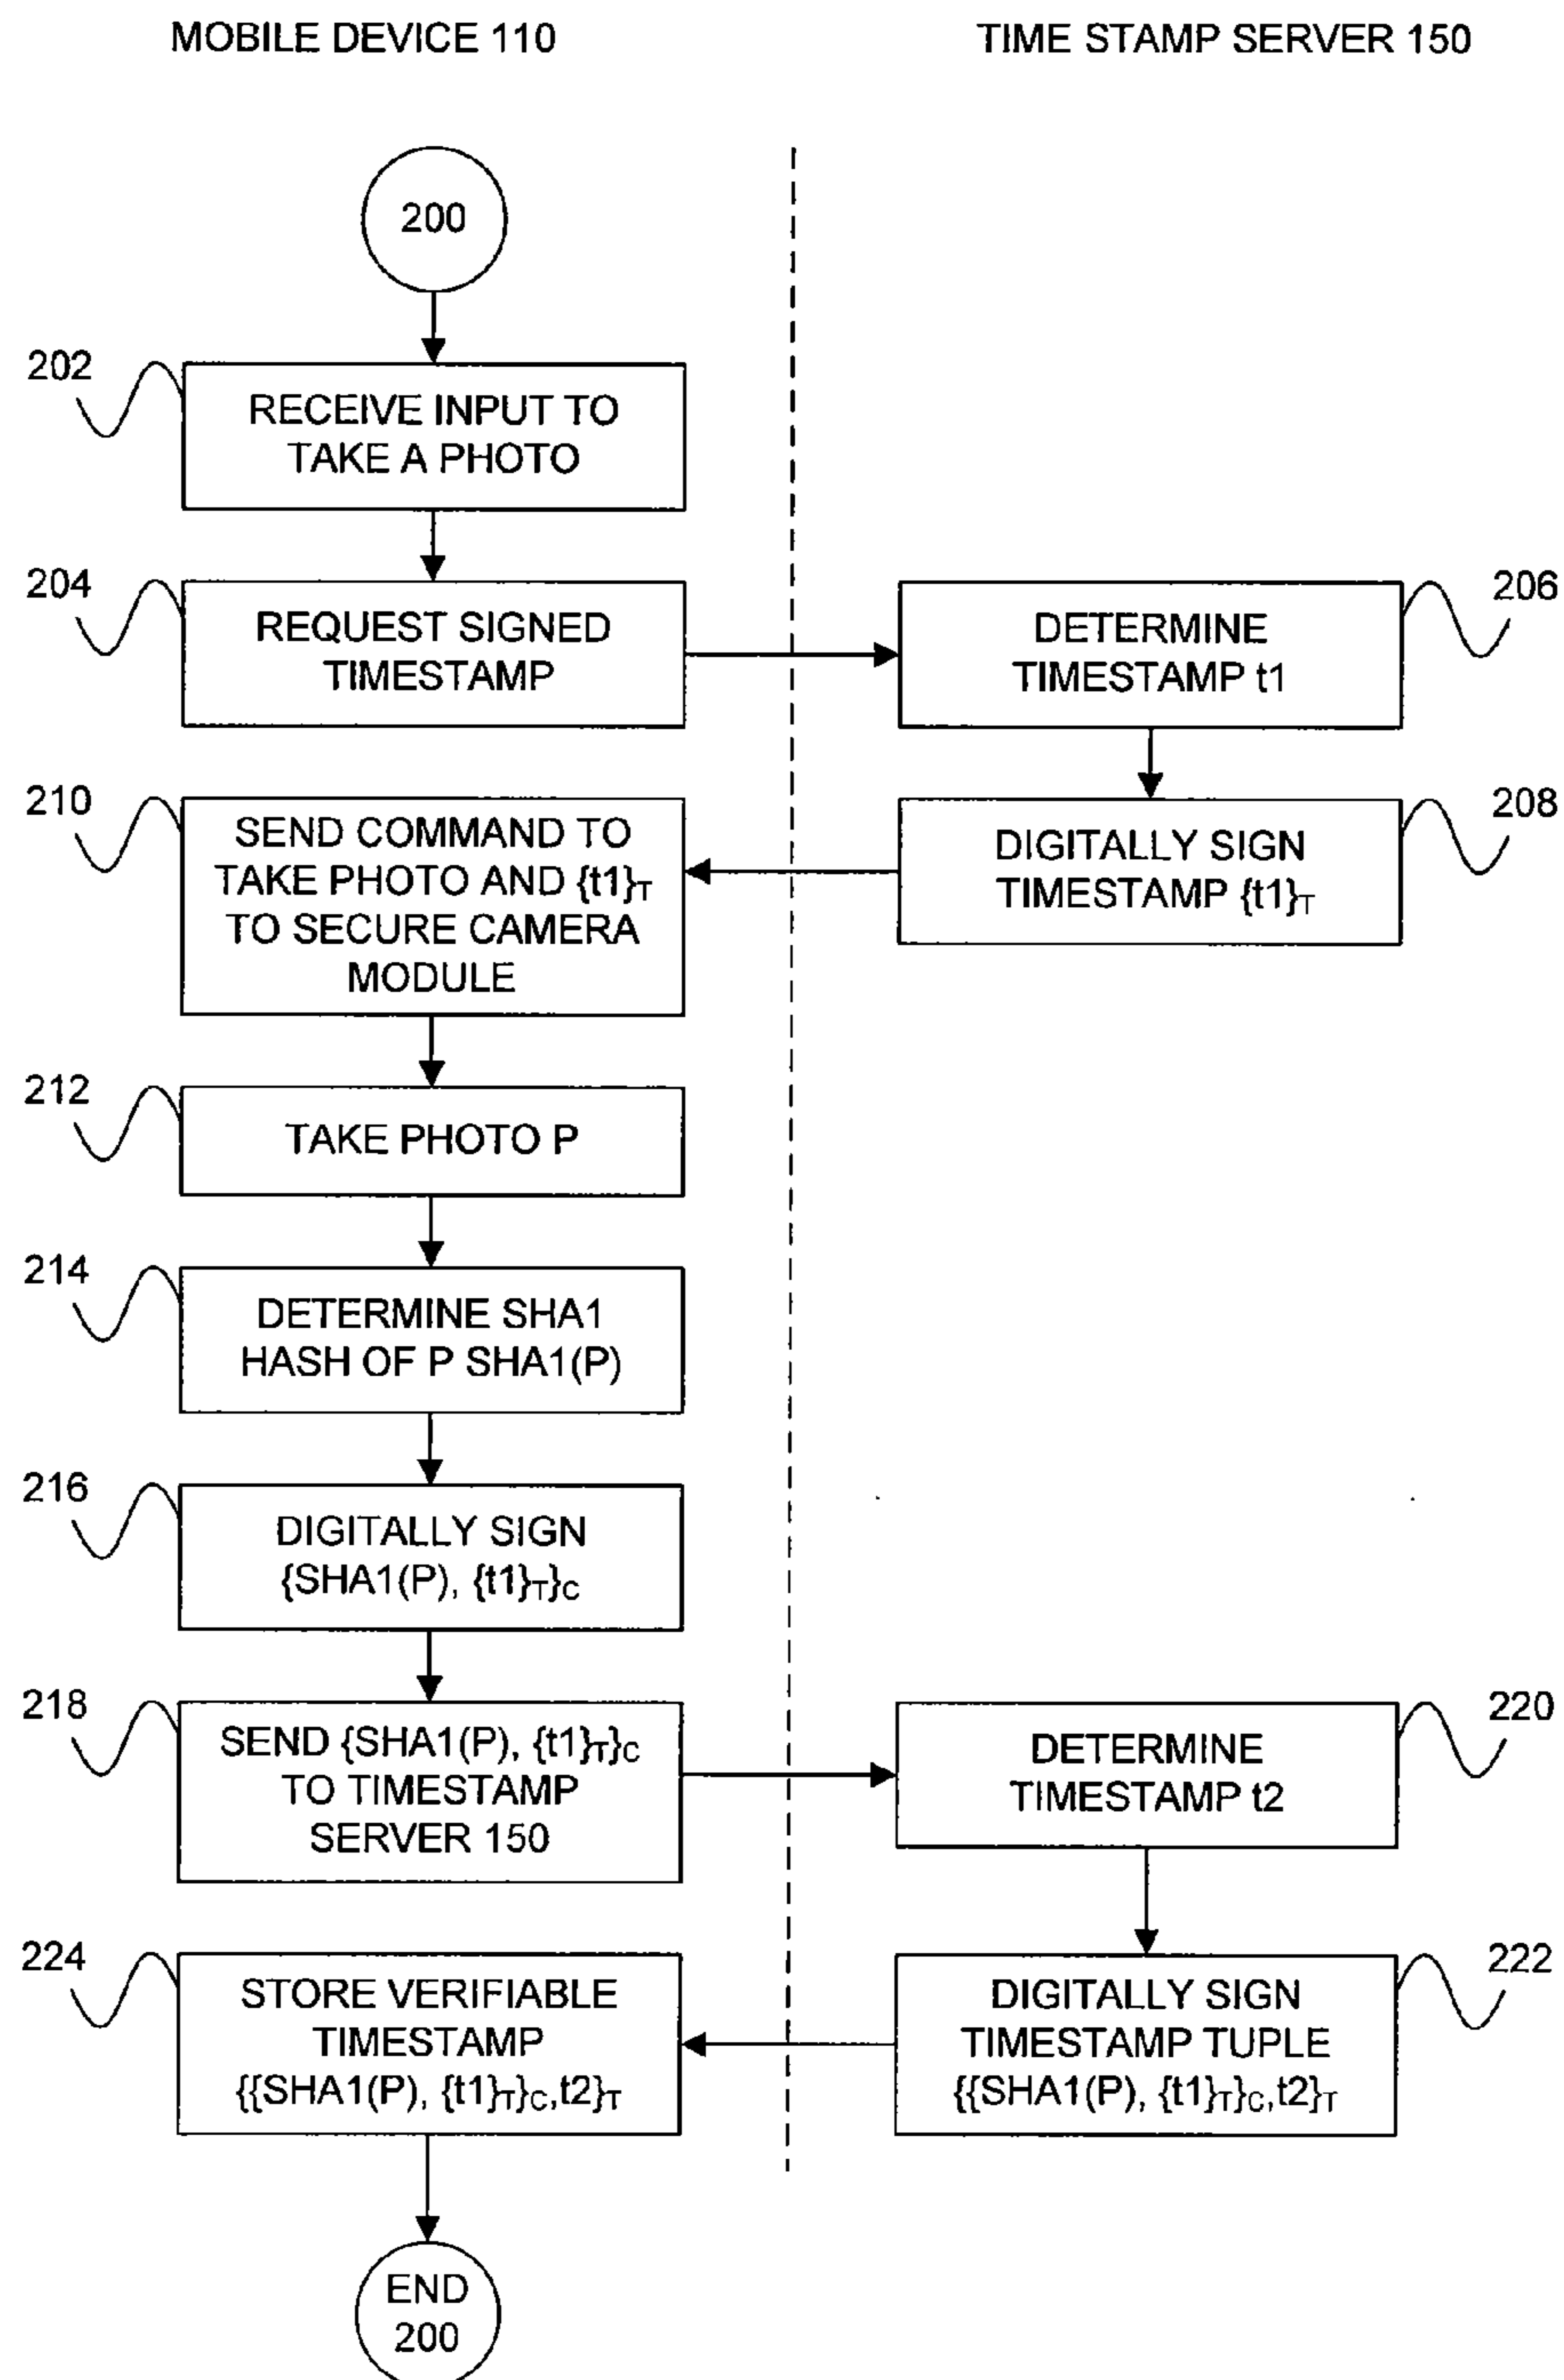 MOBILE DEVICE 110
TIME STAMP SERVER 150
200
202
RECEIVE INPUT TO
TAKE A PHOTO
204
REQUEST SIGNED
TIMESTAMP
206
DETERMINE
TIMESTAMP t1
210
SEND COMMAND TO
TAKE PHOTO AND {t1}T
TO SECURE CAMERA
MODULE
208
DIGITALLY SIGN
TIMESTAMP {t1}T
212
TAKE PHOTO P
214
DETERMINE SHA1
HASH OF P SHA1(P)
216
DIGITALLY SIGN
{SHA1(P), {t1}T}C
218
SEND {SHA1(P), {t1}T}C
TO TIMESTAMP
SERVER 150
220
DETERMINE
TIMESTAMP t2
224
STORE VERIFIABLE
TIMESTAMP
{{SHA1(P), {t1}T}C,t2}T
222
DIGITALLY SIGN
TIMESTAMP TUPLE
{{SHA1(P), {t1}T}C,t2}T
END
200